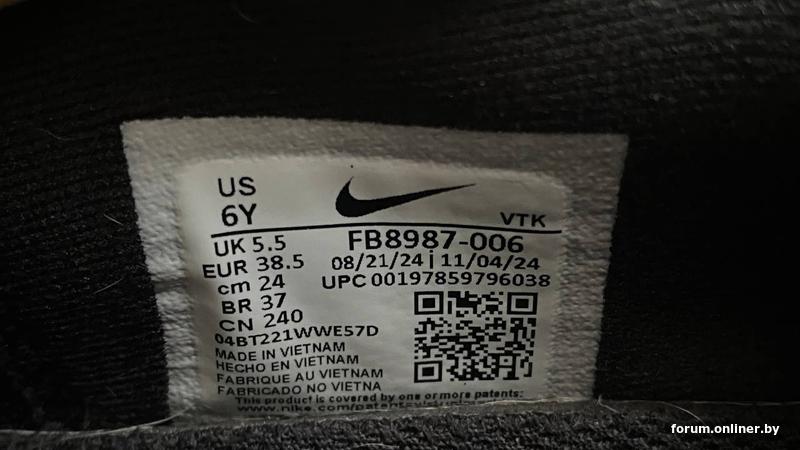 US
6Y
VTK
UK 5.5
FB8987-006
EUR 38.5
08/21/24 | 11/04/24
cm 24
UPC 00197859796038
BR 37
CN 240
04BT221WWE57D
MADE IN VIETNAM
HECHO EN VIETNAM
FABRIQUE AU VIETNAM
FABRICADO NO VIETNA
This product is covered by one or more patents:
forum.onliner.by